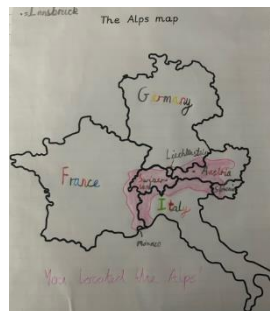 Innsbruck
The Alps map
Germany
Liechtenstein
Austria
France
Italy
Monaco
You located the Alps!